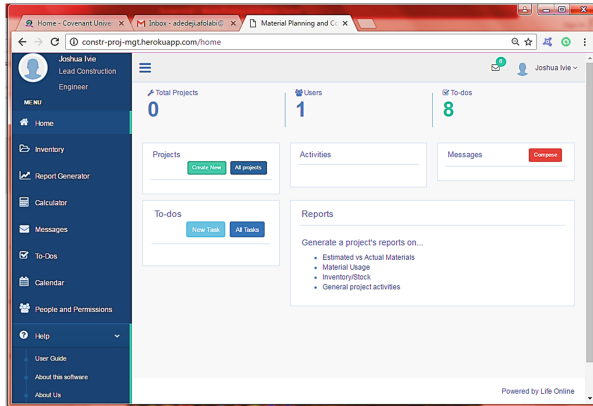 Home - Covenant Univer
Inbox - adedeji.afolabi@
Material Planning and Co
constr-proj-mgt.herokuapp.com/home
Joshua Ivie
Lead Construction
Engineer
MENU
Home
Inventory
Report Generator
Calculator
Messages
To-Dos
Calendar
People and Permissions
Help
User Guide
About this software
About Us
Joshua Ivie
Total Projects
0
Users
1
To-dos
8
Projects
Create New
All projects
Activities
Messages
Compose
To-dos
New Task
All Tasks
Reports
Generate a project's reports on...
Estimated vs Actual Materials
Material Usage
Inventory/Stock
General project activities
Powered by Life Online